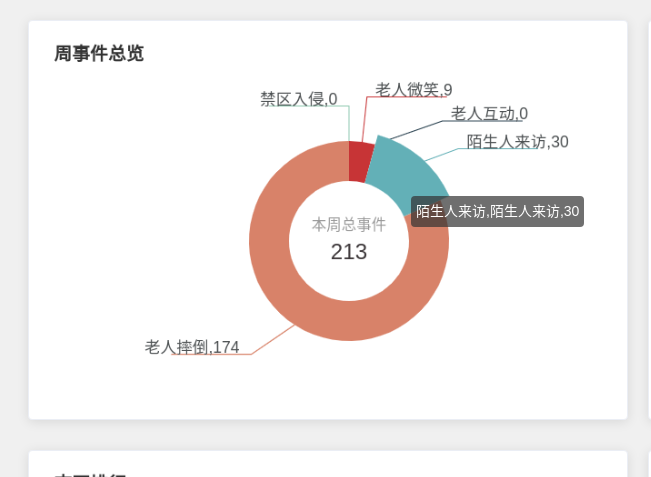 周事件总览
老人微笑,9
禁区入侵,0
老人互动,0
陌生人来访,30
陌生人来访,陌生人来访,30
本周总事件
213
老人摔倒,174